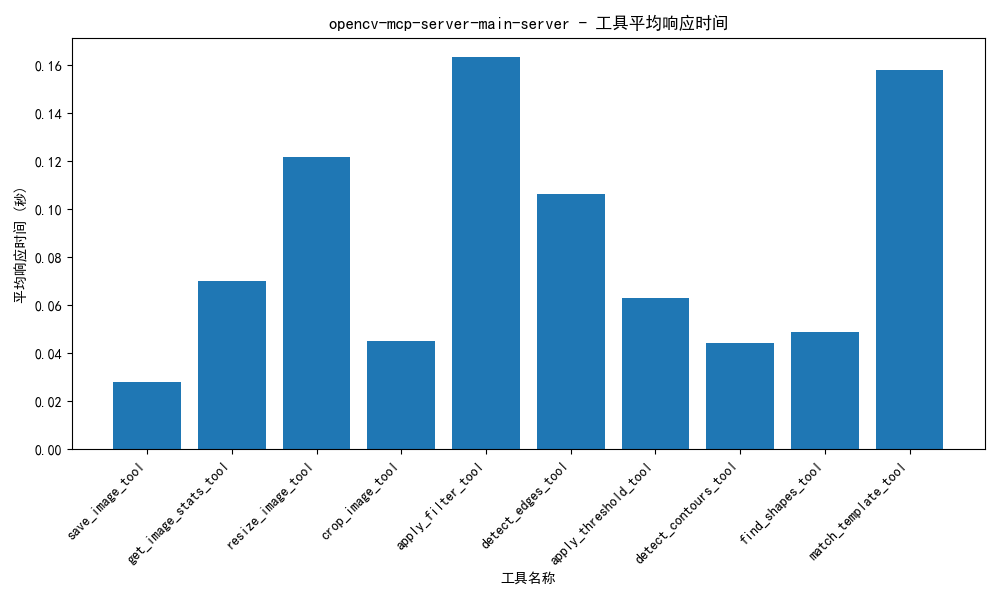 opencv-mcp-server-main-server - 工具平均响应时间
平均响应时间 (秒)
0.16
0.14
0.12
0.10
0.08
0.06
0.04
0.02
0.00
save_image_tool
get_image_stats_tool
resize_image_tool
crop_image_tool
apply_filter_tool
detect_edges_tool
apply_threshold_tool
detect_contours_tool
find_shapes_tool
match_template_tool
工具名称